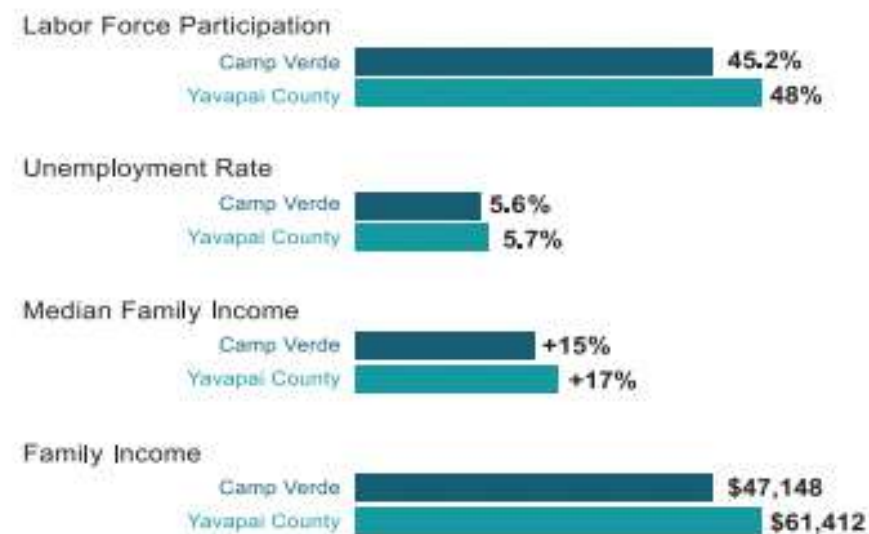 Labor Force Participation
Camp Verde 45.2%
Yavapai County 48%
Unemployment Rate
Camp Verde 5.6%
Yavapai County 5.7%
Median Family Income
Camp Verde +15%
Yavapai County +17%
Family Income
Camp Verde $47,148
Yavapai County $61,412